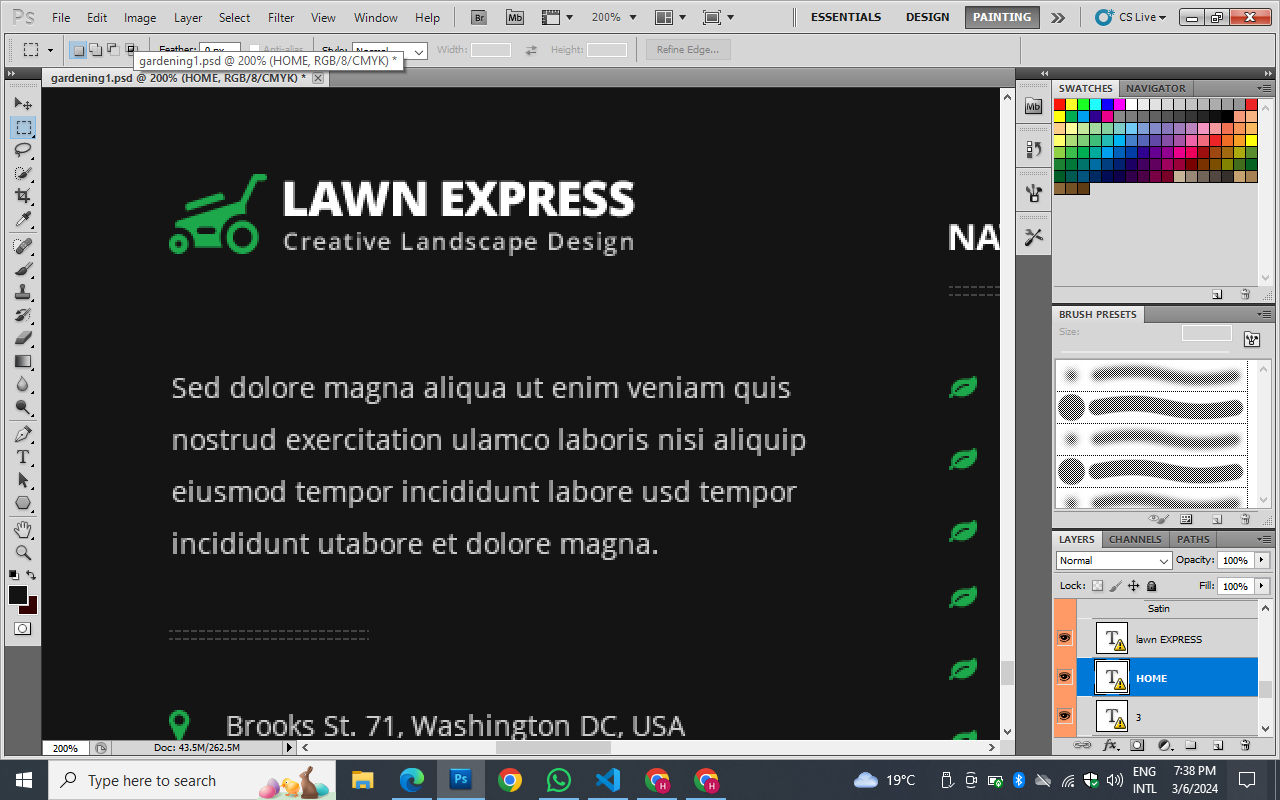 Ps File Edit Image Layer Select Filter View Window Help Br Mb 200% ESSENTIALS DESIGN PAINTING CS Live
Feather: 0 px Anti-alias Style: Normal Width: Height: Refine Edge...
gardening1.psd @ 200% (HOME, RGB/8/CMYK) *
gardening1.psd @ 200% (HOME, RGB/8/CMYK) *
LAWN EXPRESS
Creative Landscape Design
NAV
Sed dolore magna aliqua ut enim veniam quis
nostrud exercitation ulamco laboris nisi aliquip
eiusmod tempor incididunt labore usd tempor
incididunt utabore et dolore magna.
Brooks St. 71, Washington DC, USA
200% Doc: 43.5M/262.5M
Mb
SWATCHES NAVIGATOR
BRUSH PRESETS
Size:
LAYERS CHANNELS PATHS
Normal Opacity: 100%
Lock: Fill: 100%
Satin
lawn EXPRESS
HOME
3
Type here to search
Ps
H
H
19°C
ENG
INTL
7:38 PM
3/6/2024